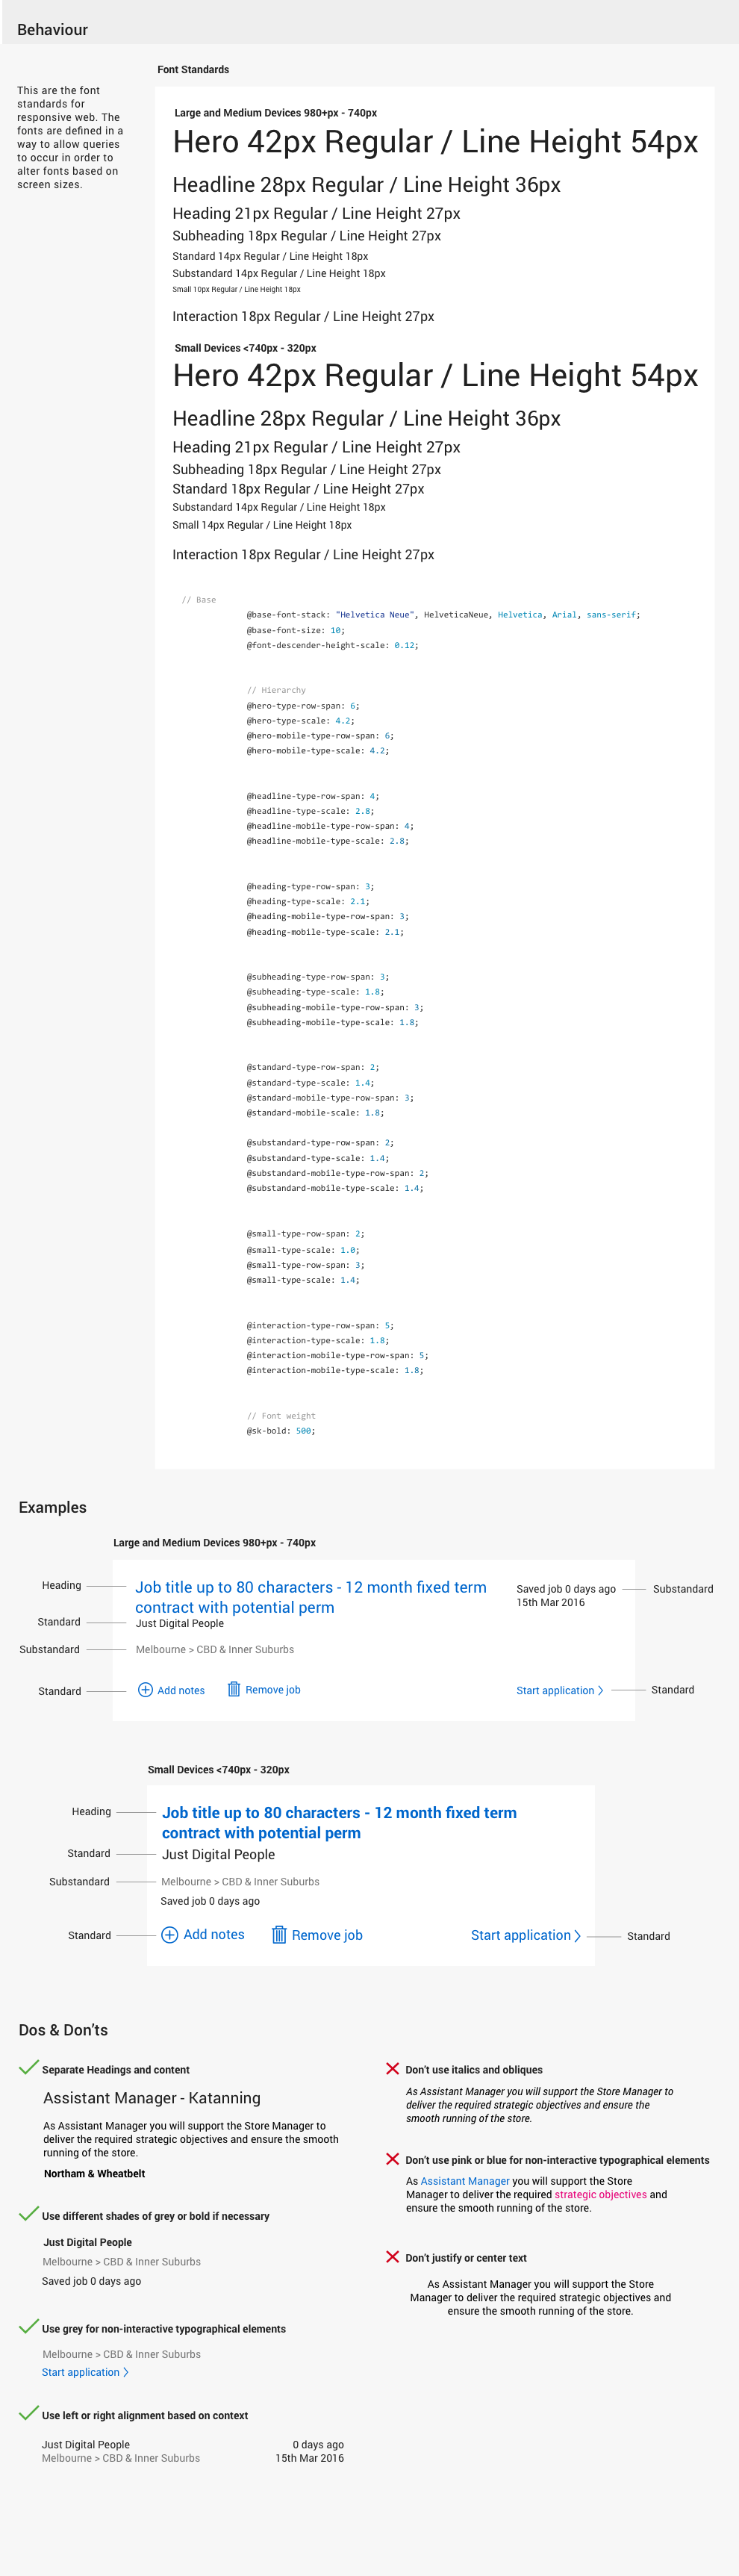 Behaviour
Font Standards
This are the font
standards for
responsive web. The
fonts are defined in a
way to allow queries
to occur in order to
alter fonts based on
screen sizes.
Large and Medium Devices 980+px - 740px
Hero 42px Regular / Line Height 54px
Headline 28px Regular / Line Height 36px
Heading 21px Regular / Line Height 27px
Subheading 18px Regular / Line Height 27px
Standard 14px Regular / Line Height 18px
Substandard 14px Regular / Line Height 18px
Small 10px Regular / Line Height 18px
Interaction 18px Regular / Line Height 27px
Small Devices <740px - 320px
Hero 42px Regular / Line Height 54px
Headline 28px Regular / Line Height 36px
Heading 21px Regular / Line Height 27px
Subheading 18px Regular / Line Height 27px
Standard 18px Regular / Line Height 27px
Substandard 14px Regular / Line Height 18px
Small 14px Regular / Line Height 18px
Interaction 18px Regular / Line Height 27px
// Base
@base-font-stack: "Helvetica Neue", HelveticaNeue, Helvetica, Arial, sans-serif;
@base-font-size: 10;
@font-descender-height-scale: 0.12;
// Hierarchy
@hero-type-row-span: 6;
@hero-type-scale: 4.2;
@hero-mobile-type-row-span: 6;
@hero-mobile-type-scale: 4.2;
@headline-type-row-span: 4;
@headline-type-scale: 2.8;
@headline-mobile-type-row-span: 4;
@headline-mobile-type-scale: 2.8;
@heading-type-row-span: 3;
@heading-type-scale: 2.1;
@heading-mobile-type-row-span: 3;
@heading-mobile-type-scale: 2.1;
@subheading-type-row-span: 3;
@subheading-type-scale: 1.8;
@subheading-mobile-type-row-span: 3;
@subheading-mobile-type-scale: 1.8;
@standard-type-row-span: 2;
@standard-type-scale: 1.4;
@standard-mobile-type-row-span: 3;
@standard-mobile-scale: 1.8;
@substandard-type-row-span: 2;
@substandard-type-scale: 1.4;
@substandard-mobile-type-row-span: 2;
@substandard-mobile-type-scale: 1.4;
@small-type-row-span: 2;
@small-type-scale: 1.0;
@small-type-row-span: 3;
@small-type-scale: 1.4;
@interaction-type-row-span: 5;
@interaction-type-scale: 1.8;
@interaction-mobile-type-row-span: 5;
@interaction-mobile-type-scale: 1.8;
// Font weight
@sk-bold: 500;
Examples
Large and Medium Devices 980+px - 740px
Heading
Job title up to 80 characters - 12 month fixed term
contract with potential perm
Saved job 0 days ago
15th Mar 2016
Substandard
Standard
Just Digital People
Substandard
Melbourne > CBD & Inner Suburbs
Standard
Add notes
Remove job
Start application >
Standard
Small Devices <740px - 320px
Heading
Job title up to 80 characters - 12 month fixed term
contract with potential perm
Standard
Just Digital People
Substandard
Melbourne > CBD & Inner Suburbs
Saved job 0 days ago
Standard
Add notes
Remove job
Start application >
Standard
Dos & Don'ts
Separate Headings and content
Assistant Manager - Katanning
As Assistant Manager you will support the Store Manager to
deliver the required strategic objectives and ensure the smooth
running of the store.
Northam & Wheatbelt
Use different shades of grey or bold if necessary
Just Digital People
Melbourne > CBD & Inner Suburbs
Saved job 0 days ago
Use grey for non-interactive typographical elements
Melbourne > CBD & Inner Suburbs
Start application >
Use left or right alignment based on context
Just Digital People
Melbourne > CBD & Inner Suburbs
0 days ago
15th Mar 2016
Don't use italics and obliques
As Assistant Manager you will support the Store Manager to
deliver the required strategic objectives and ensure the
smooth running of the store.
Don't use pink or blue for non-interactive typographical elements
As Assistant Manager you will support the Store
Manager to deliver the required strategic objectives and
ensure the smooth running of the store.
Don't justify or center text
As Assistant Manager you will support the Store
Manager to deliver the required strategic objectives and
ensure the smooth running of the store.